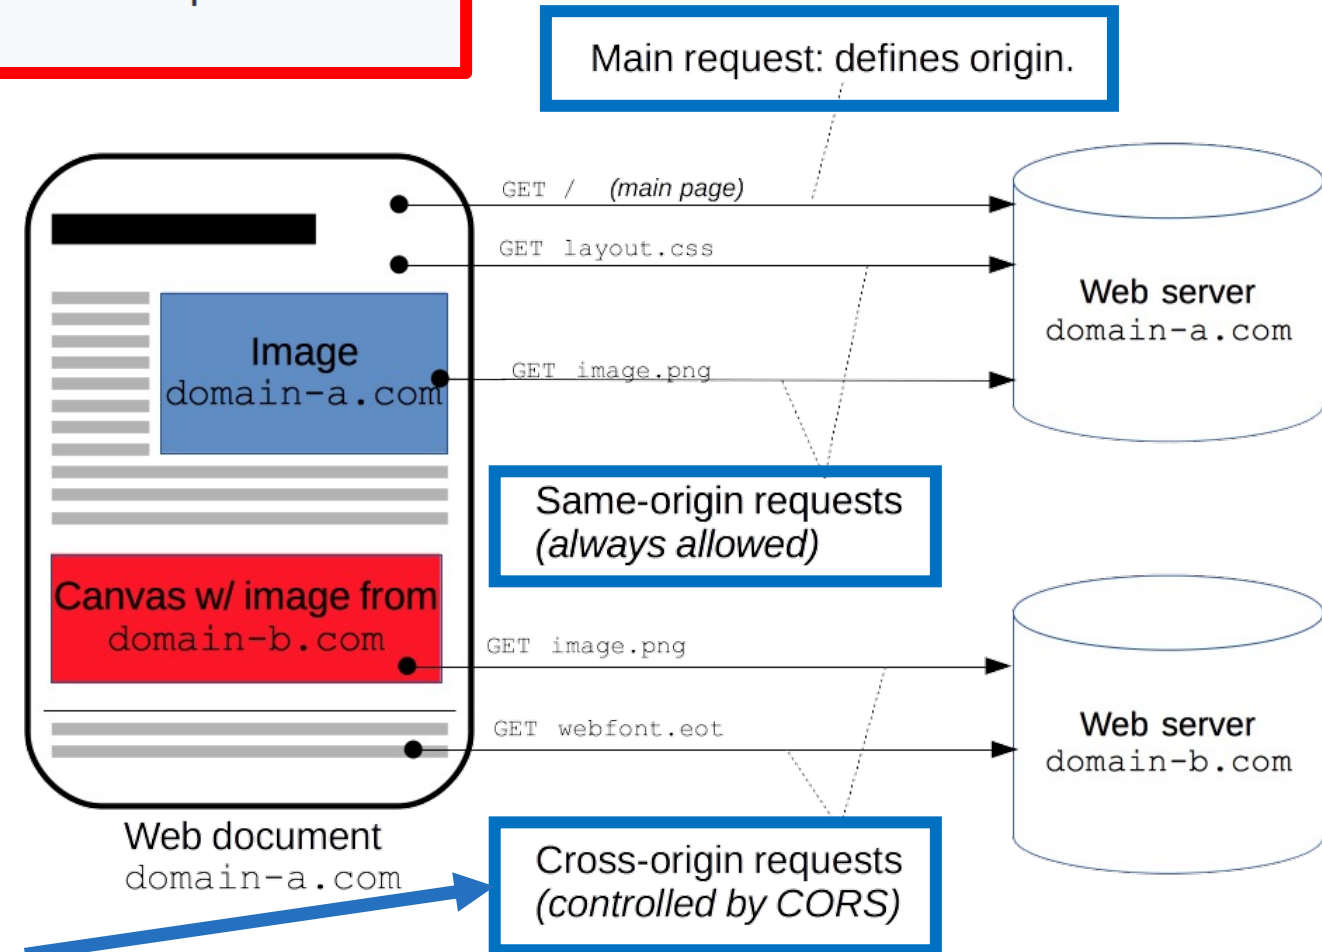 Main request: defines origin.
GET / (main page)
GET layout.css
Web server
domain-a.com
Image
domain-a.com
GET image.png
Same-origin requests
(always allowed)
Canvas w/ image from
domain-b.com
GET image.png
GET webfont.eot
Web server
domain-b.com
Web document
domain-a.com
Cross-origin requests
(controlled by CORS)